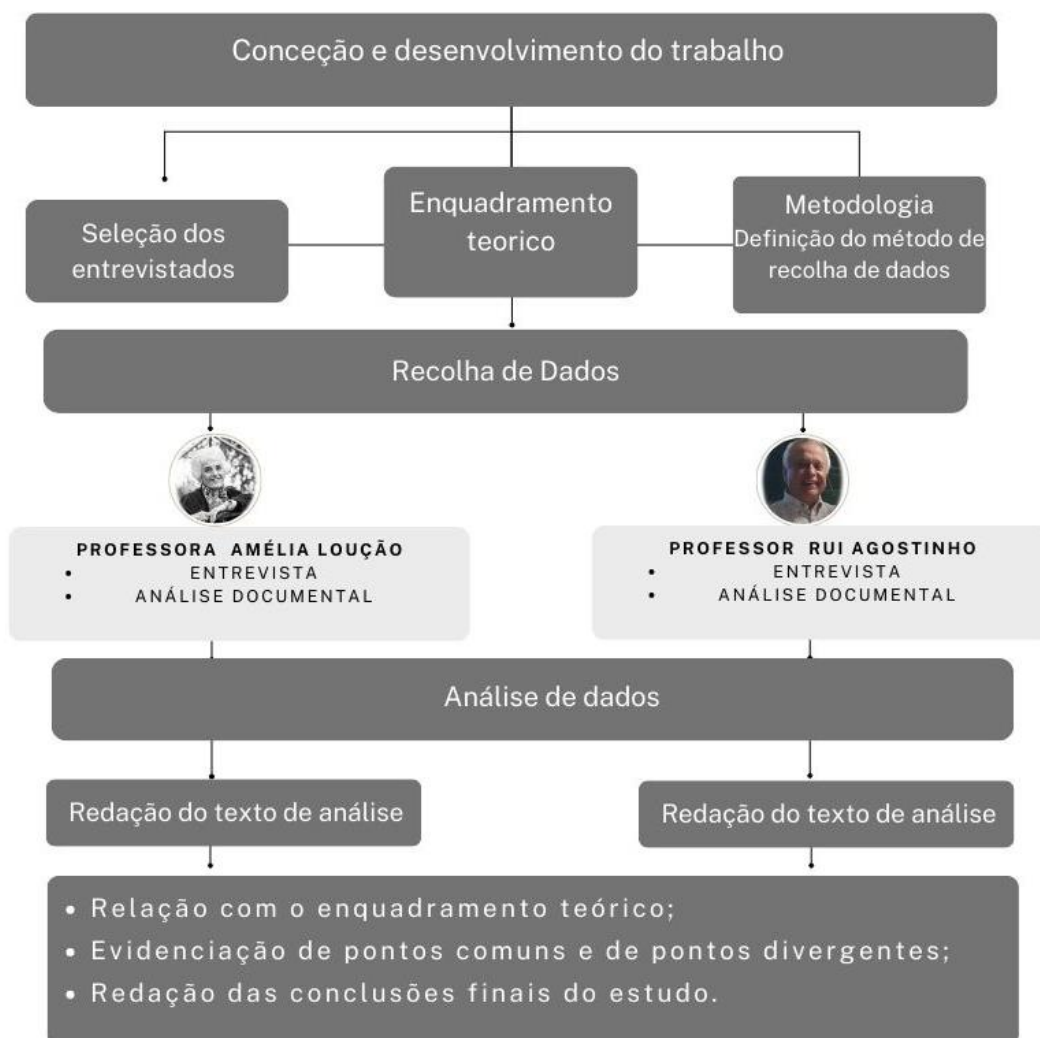 Conceção e desenvolvimento do trabalho
Seleção dos
entrevistados
Enquadramento
teorico
Metodologia
Definição do método de
recolha de dados
Recolha de Dados
PROFESSORA AMÉLIA LOUÇÃO
• ENTREVISTA
• ANÁLISE DOCUMENTAL
PROFESSOR RUI AGOSTINHO
• ENTREVISTA
• ANÁLISE DOCUMENTAL
Análise de dados
Redação do texto de análise
Redação do texto de análise
• Relação com o enquadramento teórico;
• Evidenciação de pontos comuns e de pontos divergentes;
• Redação das conclusões finais do estudo.